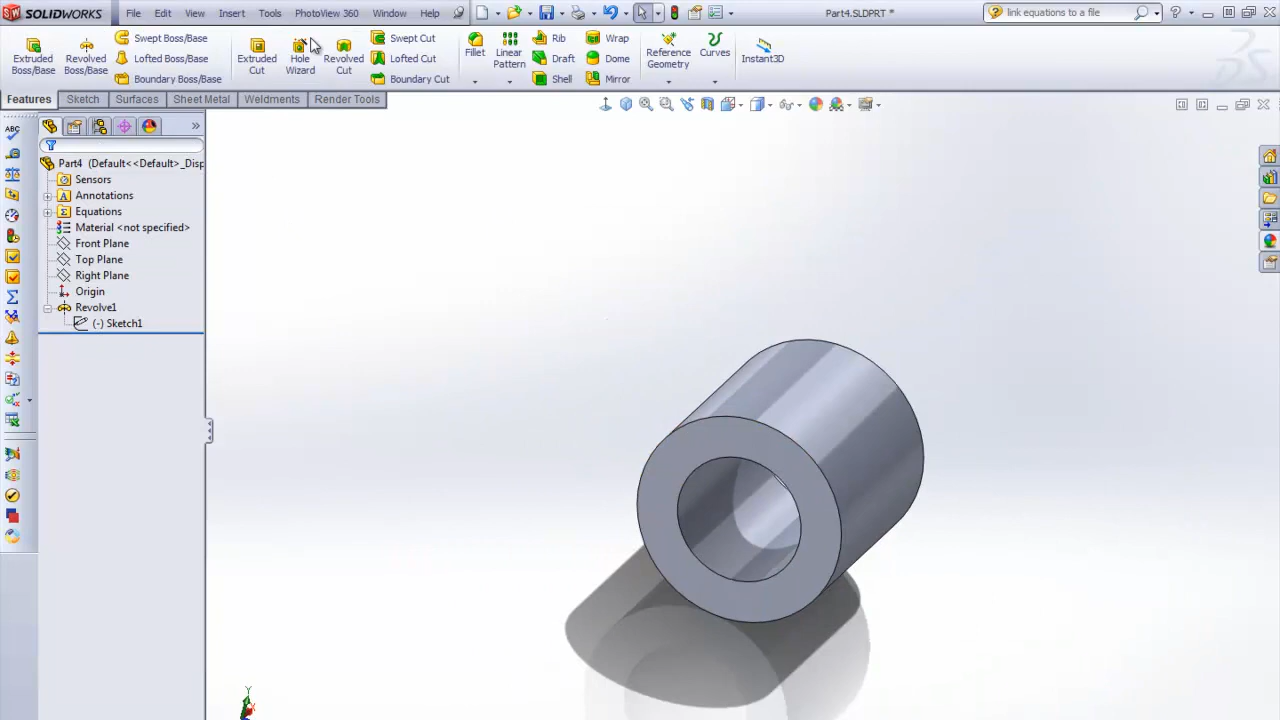 SOLIDWORKS File Edit View Insert Tools PhotoView 360 Window Help Part4.SLDPRT * link equations to a file ?
Extruded Boss/Base
Revolved Boss/Base
Swept Boss/Base
Lofted Boss/Base
Boundary Boss/Base
Extruded Cut
Hole Wizard
Revolved Cut
Swept Cut
Lofted Cut
Boundary Cut
Fillet
Linear Pattern
Rib
Draft
Shell
Wrap
Dome
Mirror
Reference Geometry
Curves
Instant3D
Features Sketch Surfaces Sheet Metal Weldments Render Tools
ABC
Part4 (Default<<Default>_Disp
Sensors
Annotations
Equations
Material <not specified>
Front Plane
Top Plane
Right Plane
Origin
Revolve1
(-) Sketch1
Y